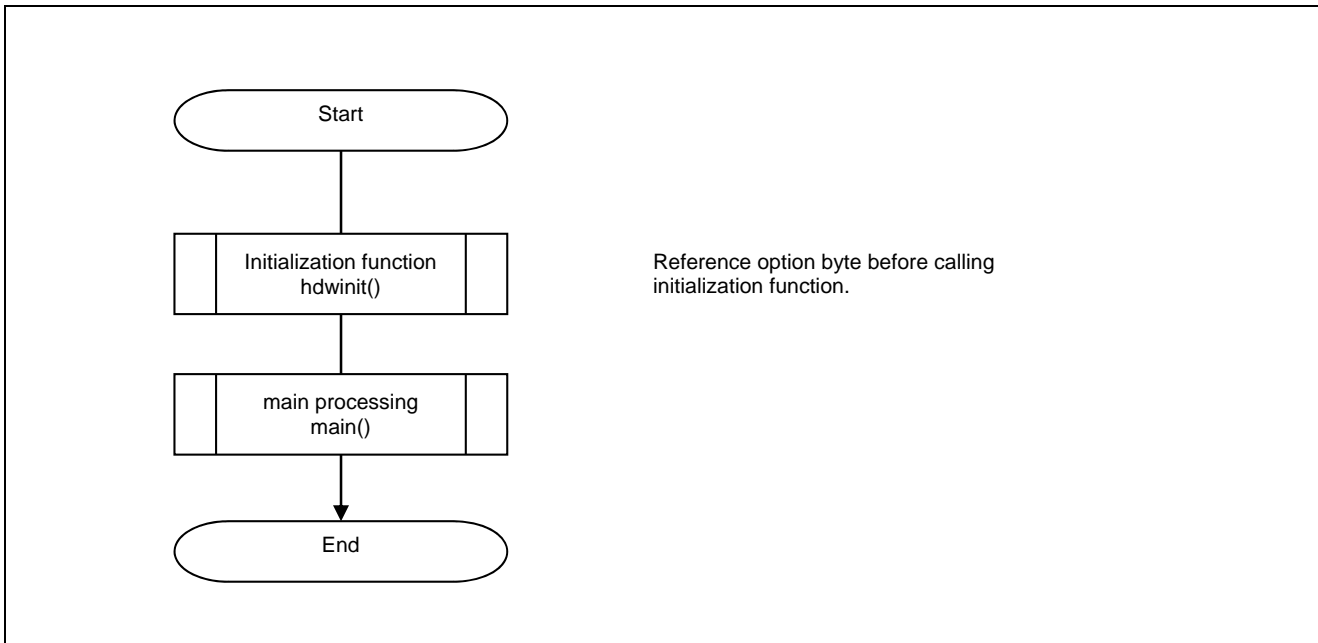 Start
Initialization function
hdwinit()
Reference option byte before calling
initialization function.
main processing
main()
End